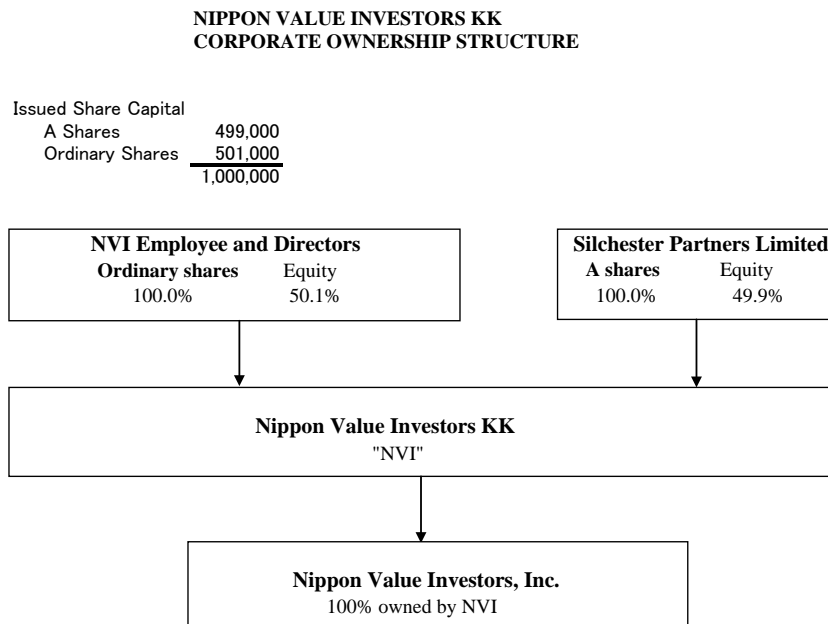 NIPPON VALUE INVESTORS KK
CORPORATE OWNERSHIP STRUCTURE
Issued Share Capital
A Shares 499,000
Ordinary Shares 501,000
1,000,000
NVI Employee and Directors
Ordinary shares Equity
100.0% 50.1%
Silchester Partners Limited
A shares Equity
100.0% 49.9%
Nippon Value Investors KK
"NVI"
Nippon Value Investors, Inc.
100% owned by NVI